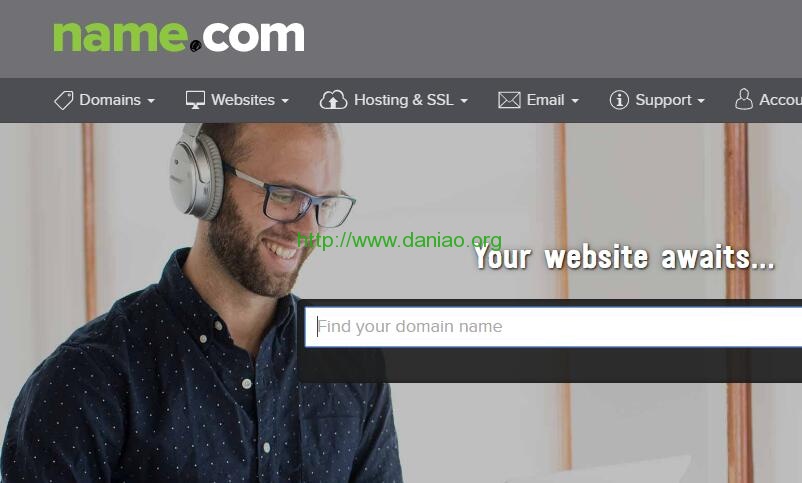 name.com
Domains
Websites
Hosting & SSL
Email
Support
Accou
http://www.daniao.org
Your website awaits...
Find your domain name